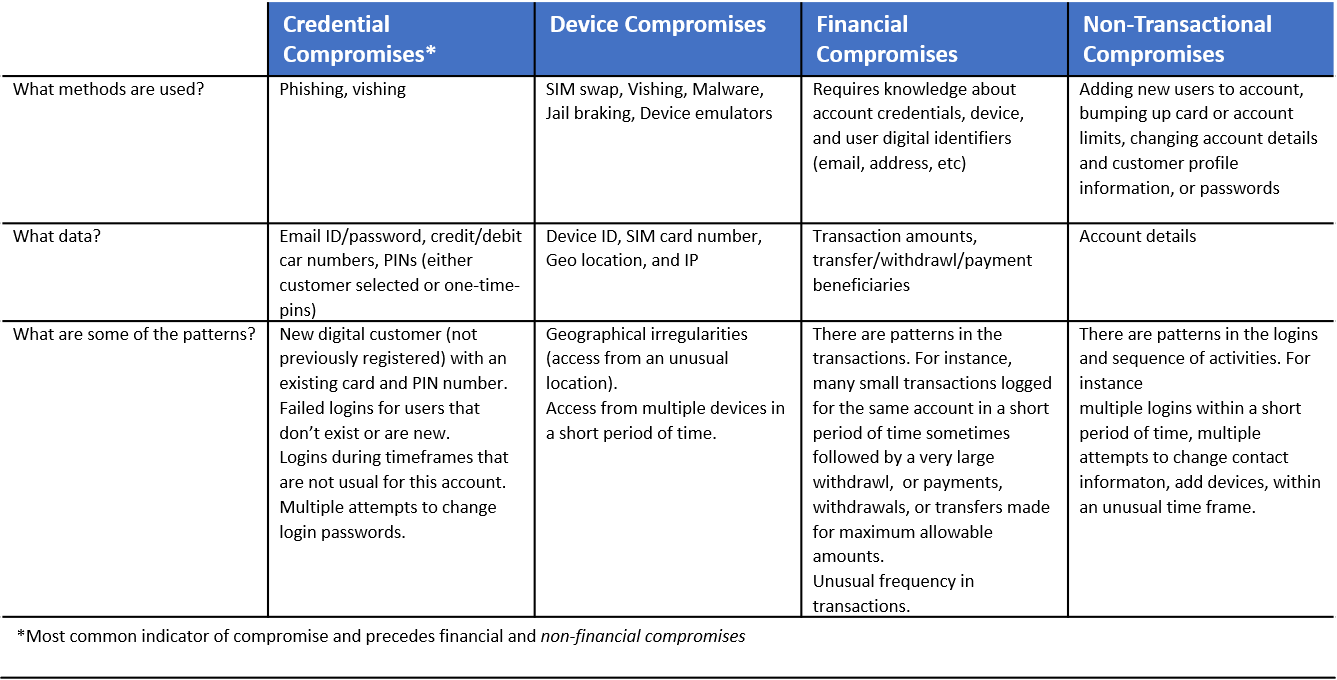 Credential
Compromises*
Device Compromises
Financial
Compromises
Non-Transactional
Compromises
What methods are used?
Phishing, vishing
SIM swap, Vishing, Malware,
Jail braking, Device emulators
Requires knowledge about
account credentials, device,
and user digital identifiers
(email, address, etc)
Adding new users to account,
bumping up card or account
limits, changing account details
and customer profile
information, or passwords
What data?
Email ID/password, credit/debit
car numbers, PINs (either
customer selected or one-time-
pins)
Device ID, SIM card number,
Geo location, and IP
Transaction amounts,
transfer/withdrawl/payment
beneficiaries
Account details
What are some of the patterns?
New digital customer (not
previously registered) with an
existing card and PIN number.
Failed logins for users that
don’t exist or are new.
Logins during timeframes that
are not usual for this account.
Multiple attempts to change
login passwords.
Geographical irregularities
(access from an unusual
location).
Access from multiple devices in
a short period of time.
There are patterns in the
transactions. For instance,
many small transactions logged
for the same account in a short
period of time sometimes
followed by a very large
withdrawl,  or payments,
withdrawals, or transfers made
for maximum allowable
amounts.
Unusual frequency in
transactions.
There are patterns in the logins
and sequence of activities. For
instance
multiple logins within a short
period of time, multiple
attempts to change contact
informaton, add devices, within
an unusual time frame.
*Most common indicator of compromise and precedes financial and non-financial compromises